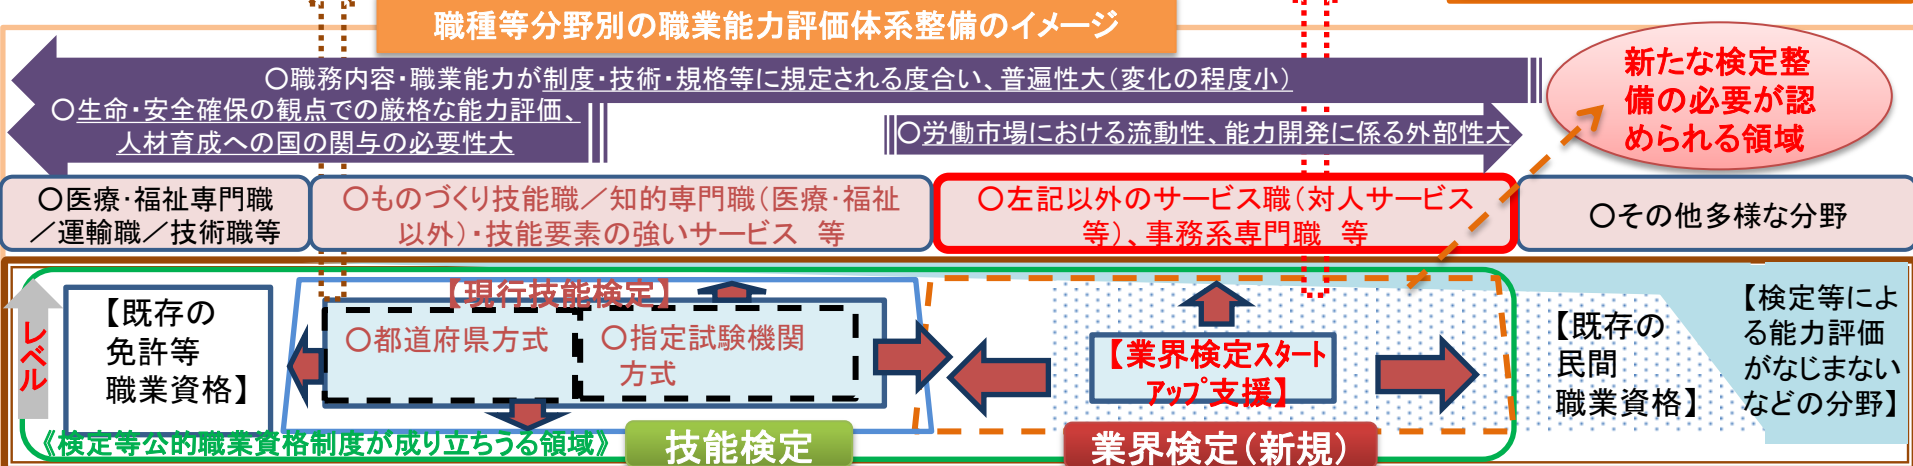 職種等分野別の職業能力評価体系整備のイメージ
〇職務内容・職業能力が制度・技術・規格等に規定される度合い、普遍性大（変化の程度小）
〇生命・安全確保の観点での厳格な能力評価、
人材育成への国の関与の必要性大
〇労働市場における流動性、能力開発に係る外部性大
新たな検定整
備の必要が認
められる領域
〇医療・福祉専門職
／運輸職／技術職等
〇ものづくり技能職／知的専門職（医療・福祉
以外）・技能要素の強いサービス　等
〇左記以外のサービス職（対人サービス
等）、事務系専門職　等
〇その他多様な分野
レベル
【既存の
免許等
職業資格】
【現行技能検定】
〇都道府県方式
〇指定試験機関
方式
【業界検定スタート
アップ支援】
【既存の
民間
職業資格】
【検定等によ
る能力評価
がなじまない
などの分野】
《検定等公的職業資格制度が成り立ちうる領域》
技能検定
業界検定（新規）